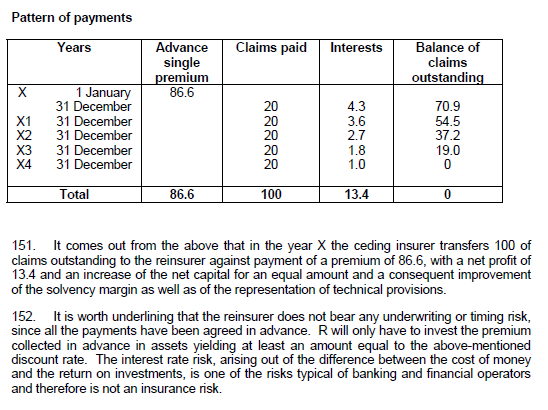 Pattern of payments
Years Advance single premium Claims paid Interests Balance of claims outstanding
X 1 January 86.6
31 December 20 4.3 70.9
X1 31 December 20 3.6 54.5
X2 31 December 20 2.7 37.2
X3 31 December 20 1.8 19.0
X4 31 December 20 1.0 0
Total 86.6 100 13.4 0
151. It comes out from the above that in the year X the ceding insurer transfers 100 of
claims outstanding to the reinsurer against payment of a premium of 86.6, with a net profit of
13.4 and an increase of the net capital for an equal amount and a consequent improvement
of the solvency margin as well as of the representation of technical provisions.
152. It is worth underlining that the reinsurer does not bear any underwriting or timing risk,
since all the payments have been agreed in advance. R will only have to invest the premium
collected in advance in assets yielding at least an amount equal to the above-mentioned
discount rate. The interest rate risk, arising out of the difference between the cost of money
and the return on investments, is one of the risks typical of banking and financial operators
and therefore is not an insurance risk.